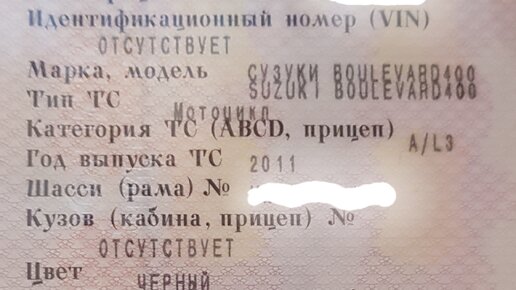 Идентификационный номер (VIN)
ОТСУТСТВУЕТ
Марка, модель СУЗУКИ BOULEVARD400
SUZUKI BOULEVARD400
Тип ТС Мотоцикл
Категория ТС (ABCD, прицеп) A/L3
Год выпуска ТС 2011
Шасси (рама) №
Кузов (кабина, прицеп) №
ОТСУТСТВУЕТ
Цвет ЧЕРНЫЙ